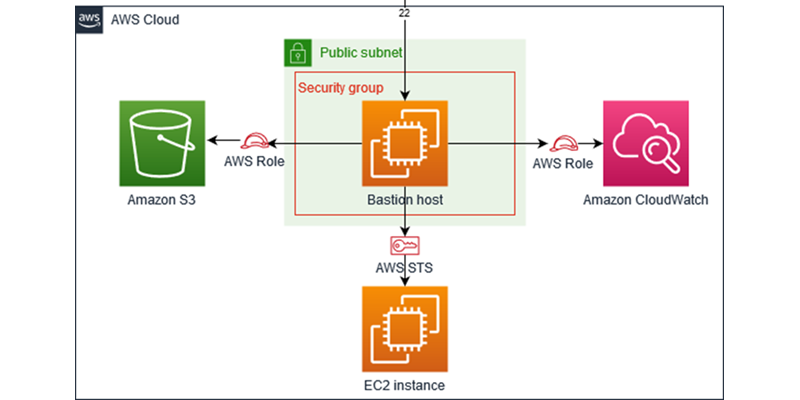 22
aws
AWS Cloud
Public subnet
Security group
AWS Role
AWS Role
Amazon S3
Bastion host
Amazon CloudWatch
AWS STS
EC2 instance